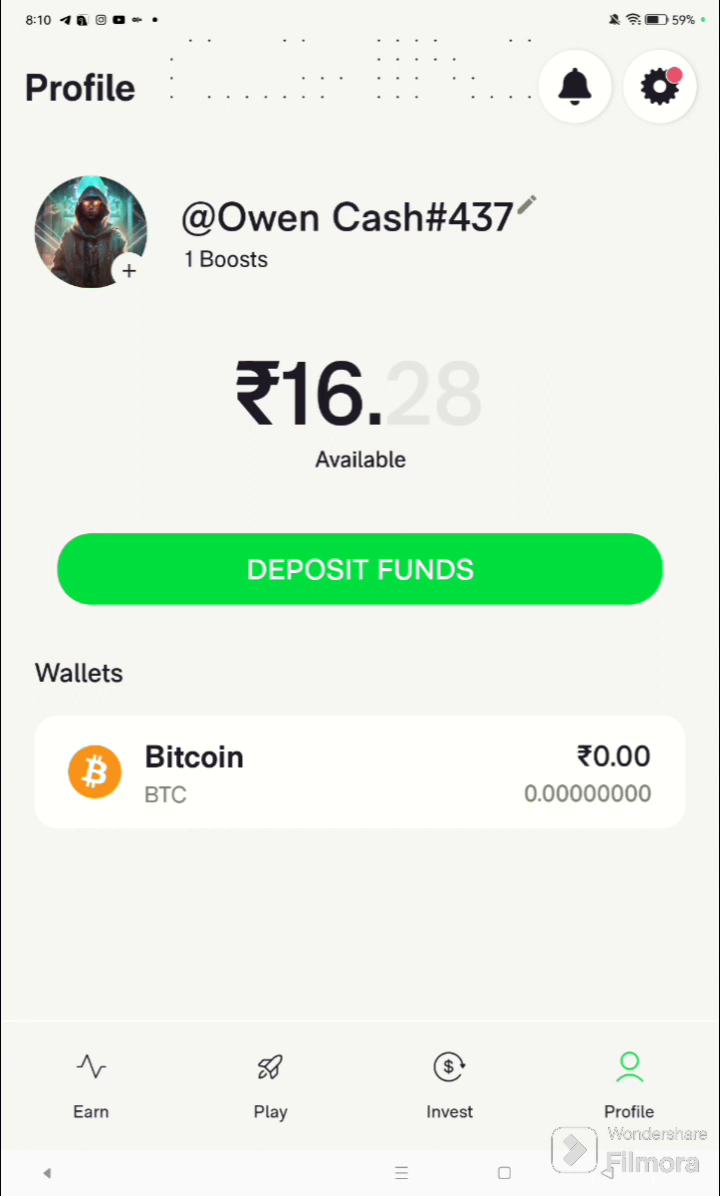 8:10
59%
Profile
@Owen Cash#437
1 Boosts
₹16.28
Available
DEPOSIT FUNDS
Wallets
Bitcoin
₹0.00
BTC
0.00000000
Earn
Play
Invest
Profile
Wondershare
Filmora